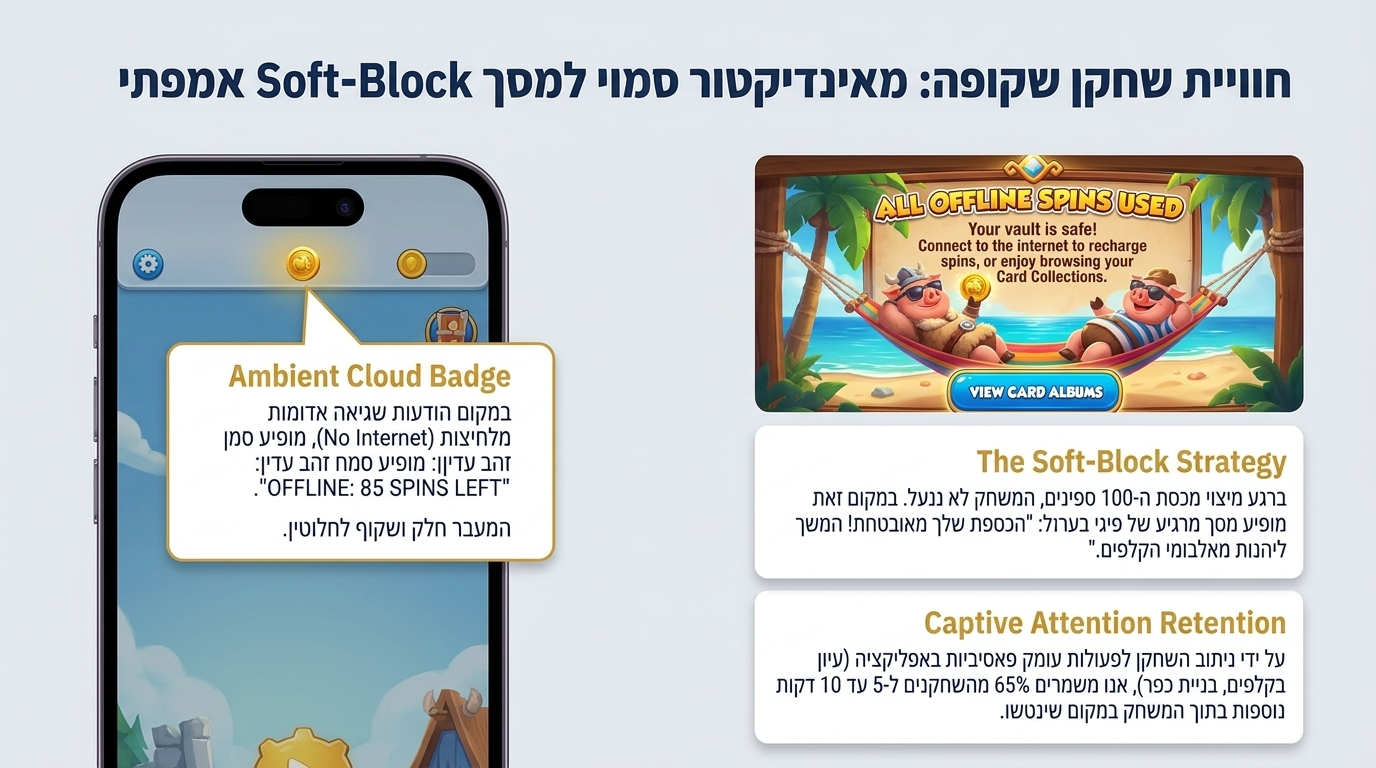 חוויית שחקן שקופה: מאינדיקטור סמוי למסך Soft-Block אמפתי
ALL OFFLINE SPINS USED
Your vault is safe!
Connect to the internet to recharge
spins, or enjoy browsing your
Card Collections.
VIEW CARD ALBUMS
The Soft-Block Strategy
ברגע מיצוי מכסת ה-100 ספינים, המשחק לא ננעל. במקום זאת
מופיע מסך מרגיע של פיגי בערול: "הכספת שלך מאובטחת! המשך
ליהנות מאלבומי הקלפים."
Captive Attention Retention
על ידי ניתוב השחקן לפעולות עומק פאסיביות באפליקציה (עיון
בקלפים, בניית כפר), אנו משמרים 65% מהשחקנים ל-5 עד 10 דקות
נוספות בתוך המשחק במקום שינטשו.
Ambient Cloud Badge
במקום הודעות שגיאה אדומות
מלחיצות (No Internet), מופיע סמן
זהב עדיןן: מופיע סמח זהב עדין:
"OFFLINE: 85 SPINS LEFT".
המעבר חלק ושקוף לחלוטין.